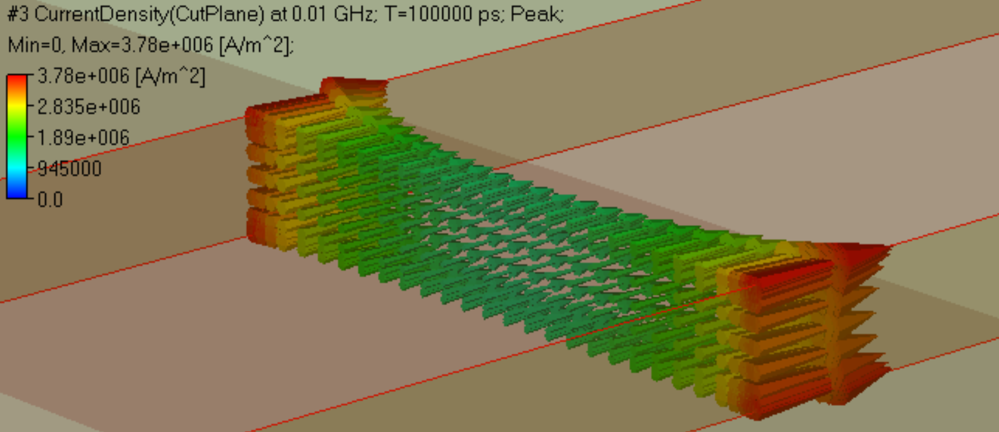 #3 CurrentDensity(CutPlane) at 0.01 GHz; T=100000 ps; Peak;
Min=0, Max=3.78e+006 [A/m^2];
3.78e+006 [A/m^2]
2.835e+006
1.89e+006
945000
0.0